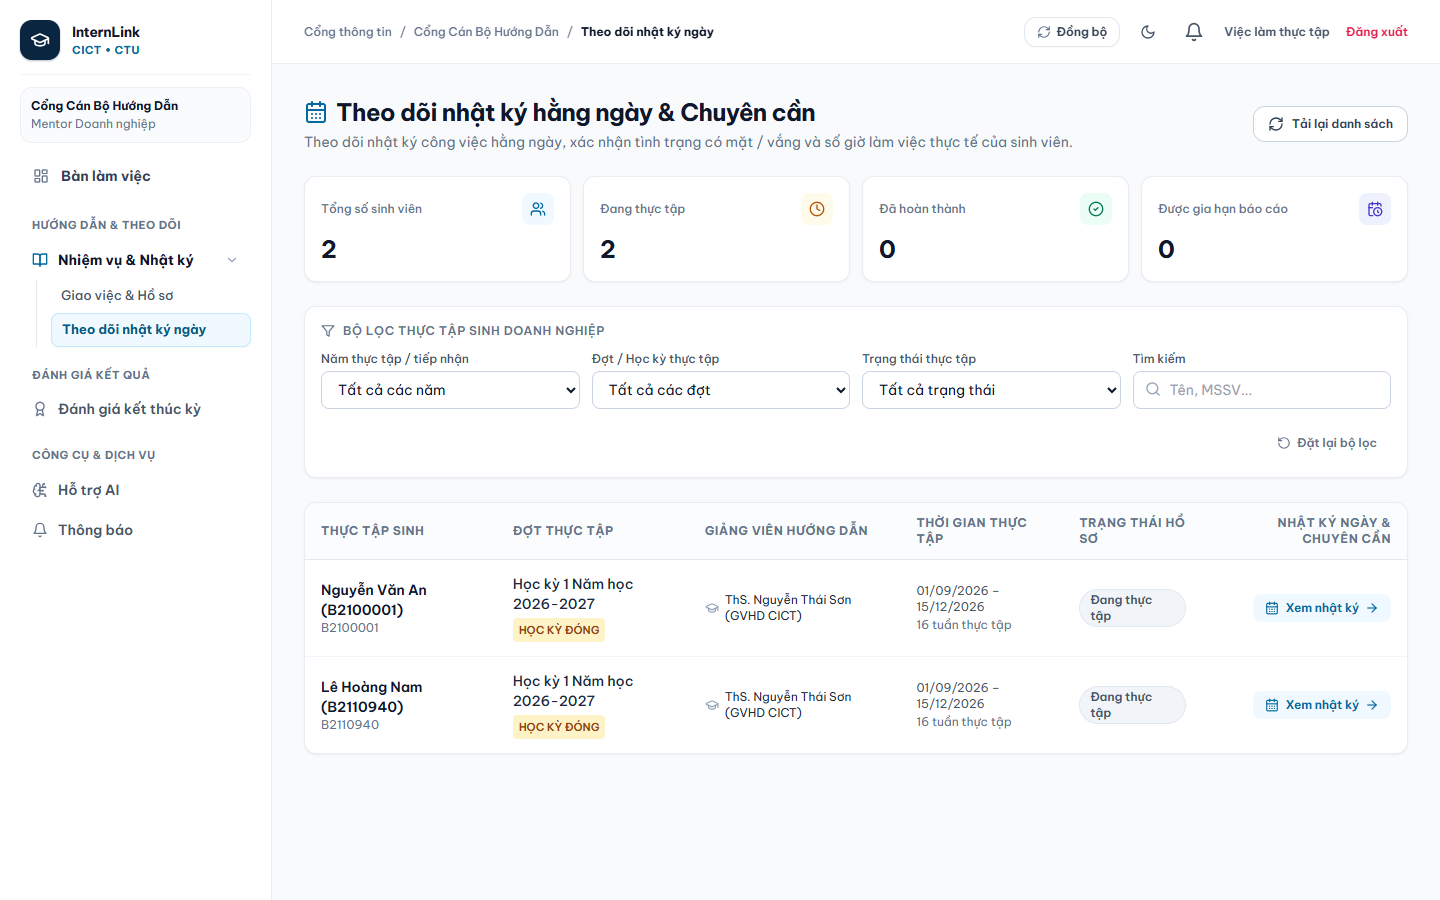 InternLink
CICT • CTU
Cổng Cán Bộ Hướng Dẫn
Mentor Doanh nghiệp
Bàn làm việc
HƯỚNG DẪN & THEO DÕI
Nhiệm vụ & Nhật ký
Giao việc & Hồ sơ
Theo dõi nhật ký ngày
ĐÁNH GIÁ KẾT QUẢ
Đánh giá kết thúc kỳ
CÔNG CỤ & DỊCH VỤ
Hỗ trợ AI
Thông báo
Cổng thông tin / Cổng Cán Bộ Hướng Dẫn / Theo dõi nhật ký ngày
Đồng bộ
Việc làm thực tập
Đăng xuất
Theo dõi nhật ký hằng ngày & Chuyên cần
Theo dõi nhật ký công việc hằng ngày, xác nhận tình trạng có mặt / vắng và số giờ làm việc thực tế của sinh viên.
Tải lại danh sách
Tổng số sinh viên
2
Đang thực tập
2
Đã hoàn thành
0
Được gia hạn báo cáo
0
BỘ LỌC THỰC TẬP SINH DOANH NGHIỆP
Năm thực tập / tiếp nhận
Tất cả các năm
Đợt / Học kỳ thực tập
Tất cả các đợt
Trạng thái thực tập
Tất cả trạng thái
Tìm kiếm
Tên, MSSV...
Đặt lại bộ lọc
THỰC TẬP SINH
ĐỢT THỰC TẬP
GIẢNG VIÊN HƯỚNG DẪN
THỜI GIAN THỰC
TẬP
TRẠNG THÁI HỒ
SƠ
NHẬT KÝ NGÀY &
CHUYÊN CẦN
Nguyễn Văn An
(B2100001)
B2100001
Học kỳ 1 Năm học
2026-2027
HỌC KỲ ĐÓNG
ThS. Nguyễn Thái Sơn
(GVHD CICT)
01/09/2026 –
15/12/2026
16 tuần thực tập
Đang thực
tập
Xem nhật ký
Lê Hoàng Nam
(B2110940)
B2110940
Học kỳ 1 Năm học
2026-2027
HỌC KỲ ĐÓNG
ThS. Nguyễn Thái Sơn
(GVHD CICT)
01/09/2026 –
15/12/2026
16 tuần thực tập
Đang thực
tập
Xem nhật ký